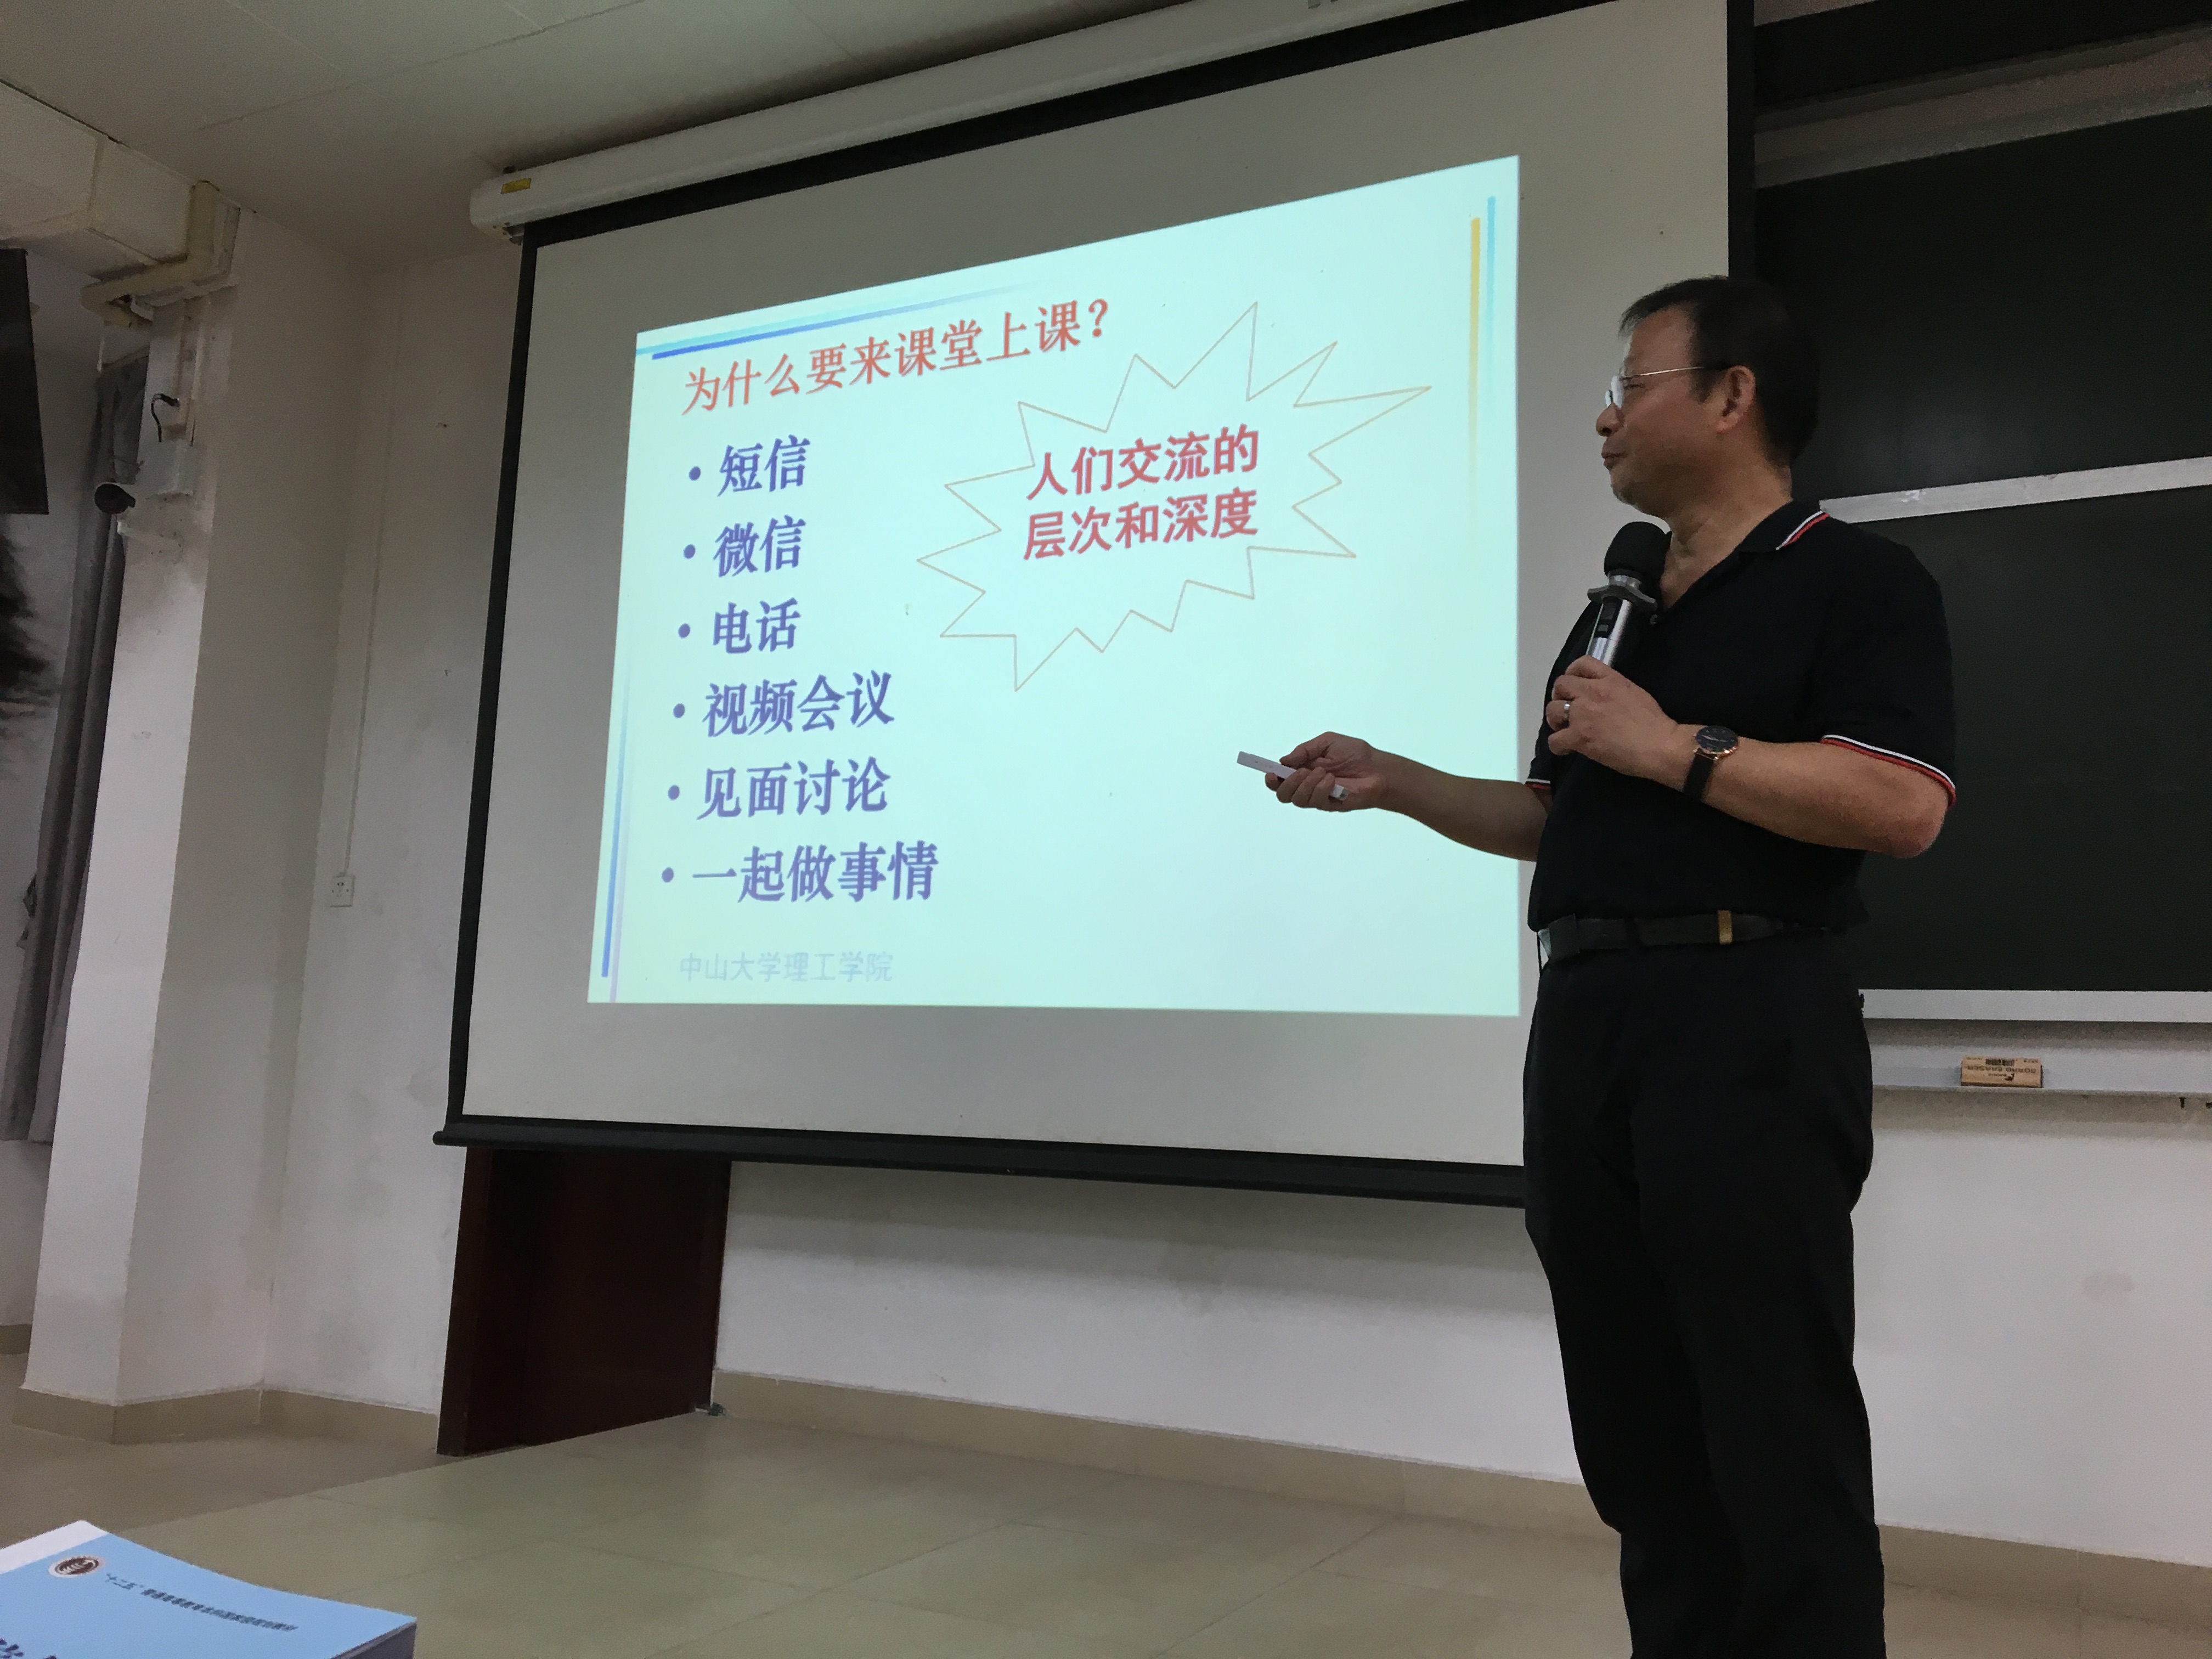 为什么要来课堂上课？
• 短信
• 微信
• 电话
• 视频会议
• 见面讨论
• 一起做事情
人们交流的
层次和深度
中山大学理工学院
BOARD ERASER